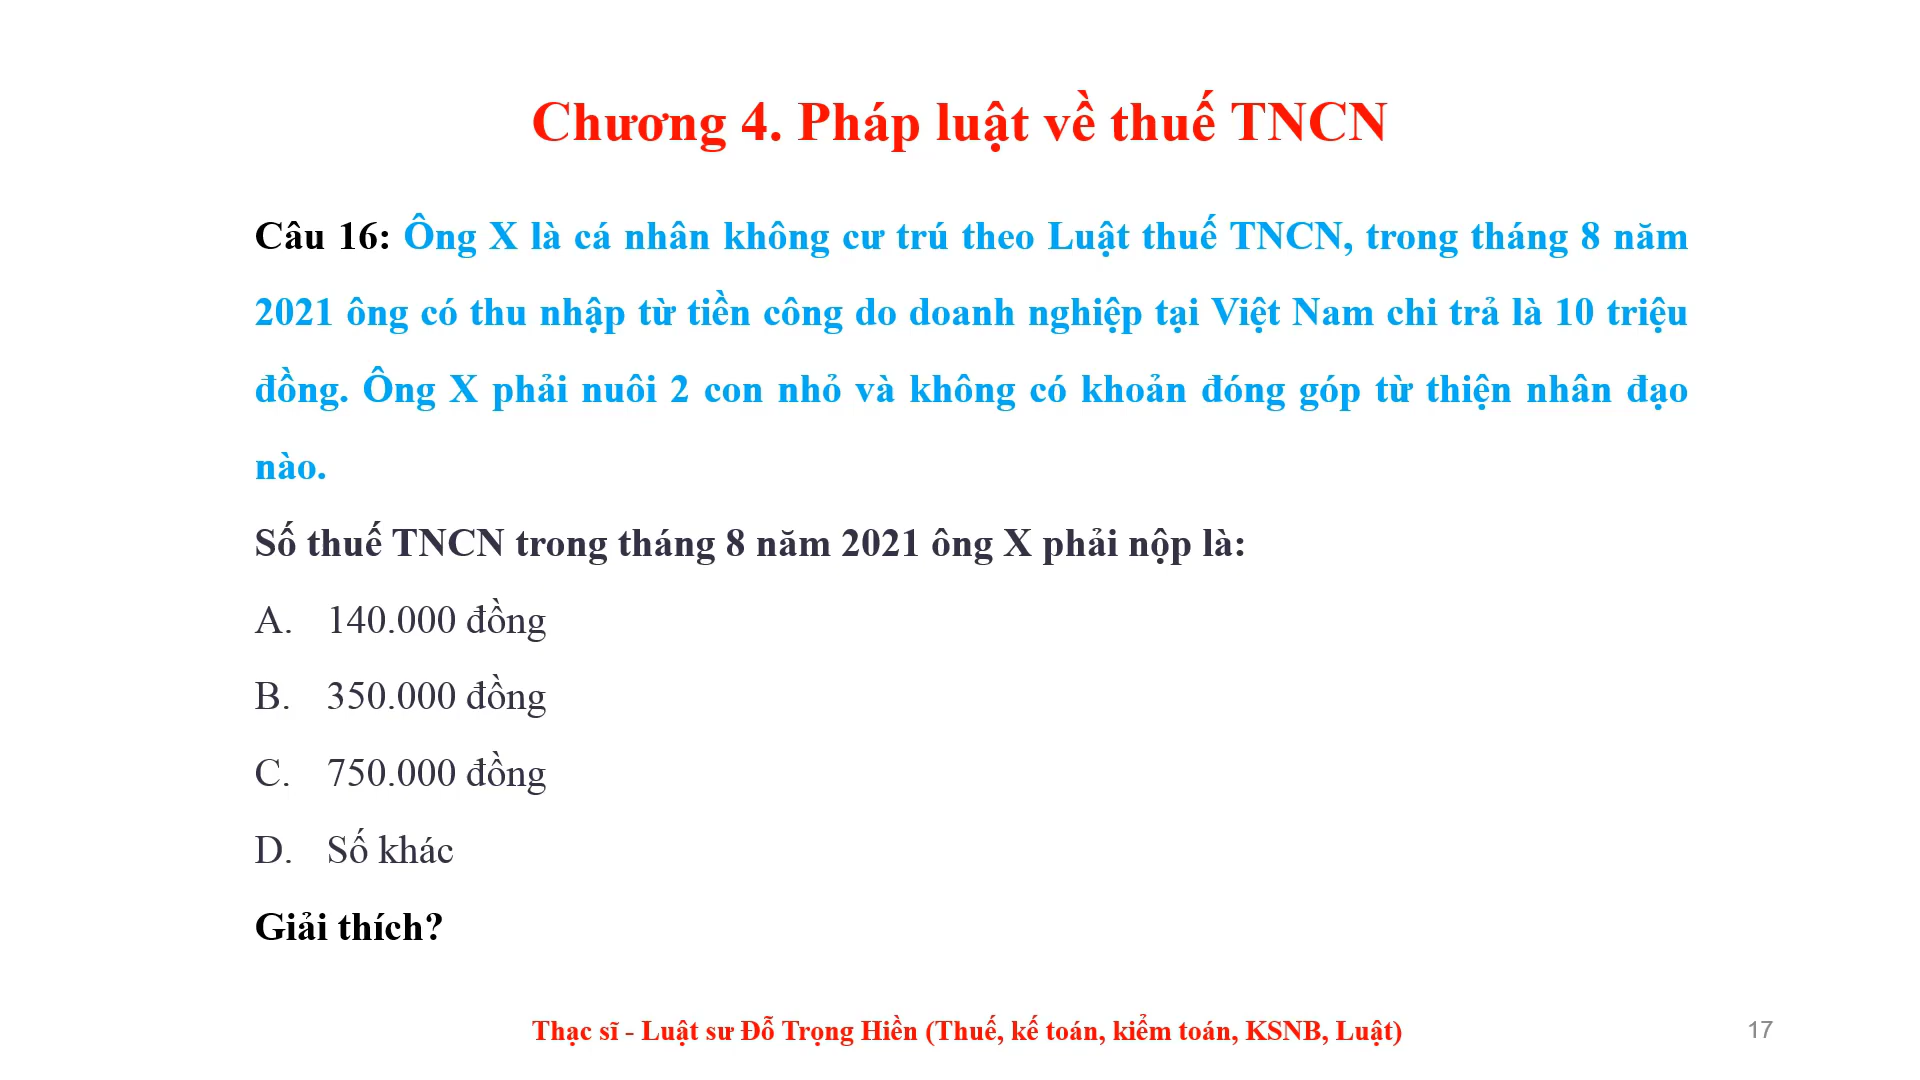 Chương 4. Pháp luật về thuế TNCN
Câu 16: Ông X là cá nhân không cư trú theo Luật thuế TNCN, trong tháng 8 năm
2021 ông có thu nhập từ tiền công do doanh nghiệp tại Việt Nam chi trả là 10 triệu
đồng. Ông X phải nuôi 2 con nhỏ và không có khoản đóng góp từ thiện nhân đạo
nào.
Số thuế TNCN trong tháng 8 năm 2021 ông X phải nộp là:
A. 140.000 đồng
B. 350.000 đồng
C. 750.000 đồng
D. Số khác
Giải thích?
Thạc sĩ - Luật sư Đỗ Trọng Hiền (Thuế, kế toán, kiểm toán, KSNB, Luật)
17